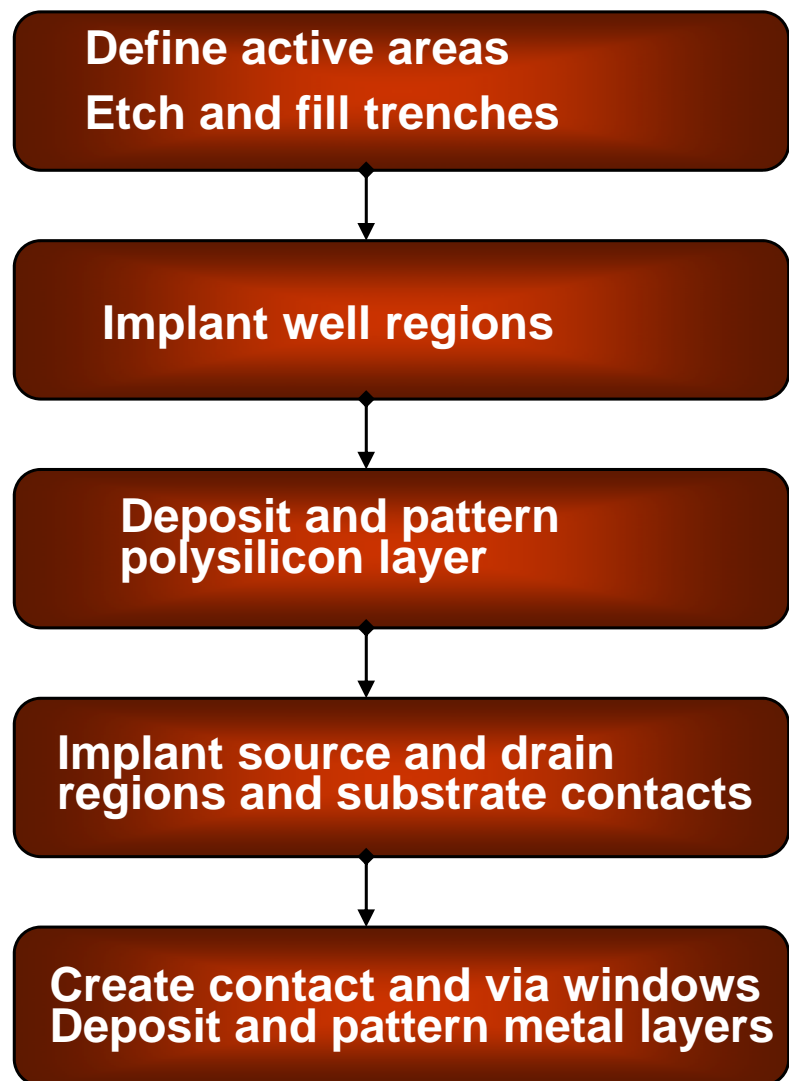 Define active areas
Etch and fill trenches
Implant well regions
Deposit and pattern
polysilicon layer
Implant source and drain
regions and substrate contacts
Create contact and via windows
Deposit and pattern metal layers